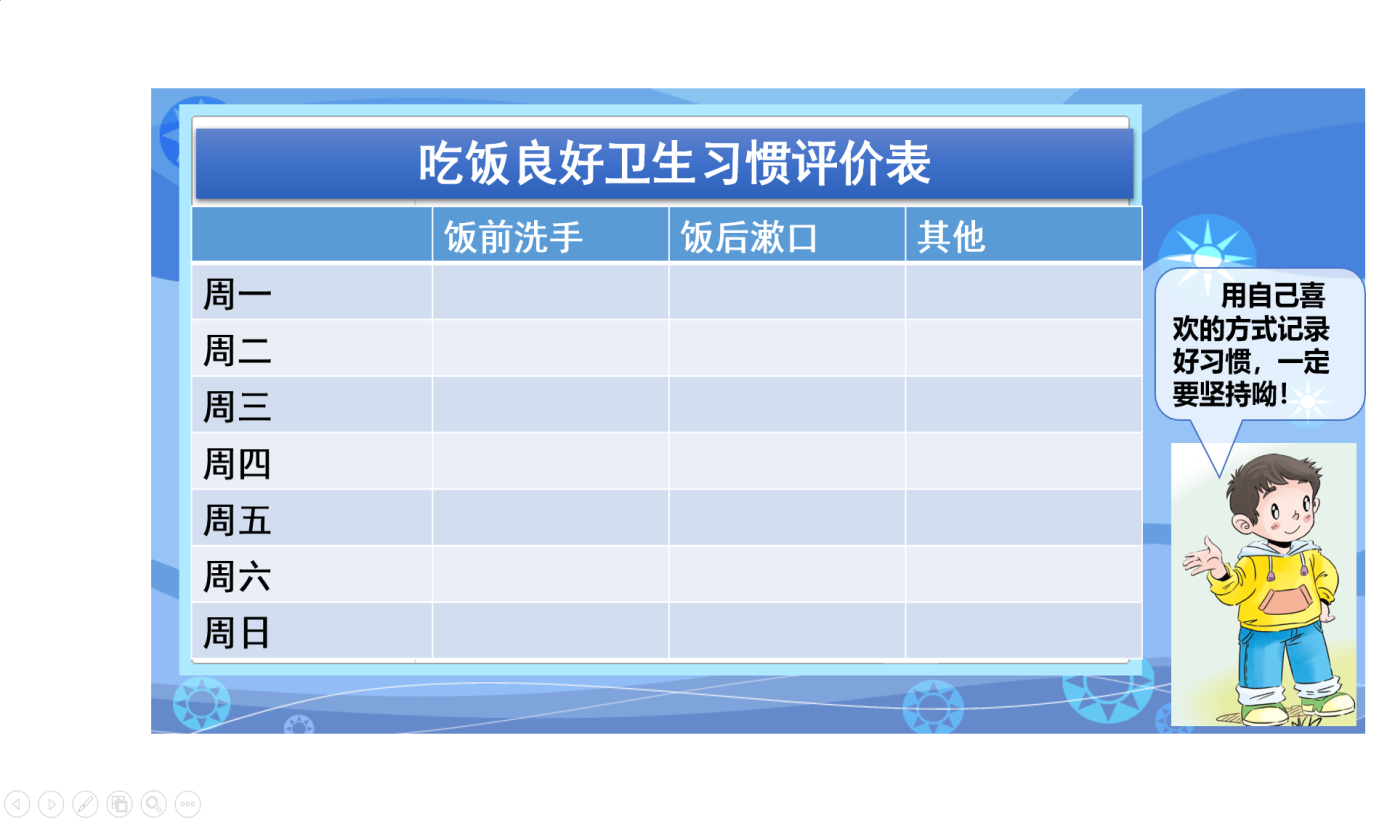 吃饭良好卫生习惯评价表
饭前洗手 饭后漱口 其他
周一
周二
周三
周四
周五
周六
周日
用自己喜
欢的方式记录
好习惯，一定
要坚持呦！